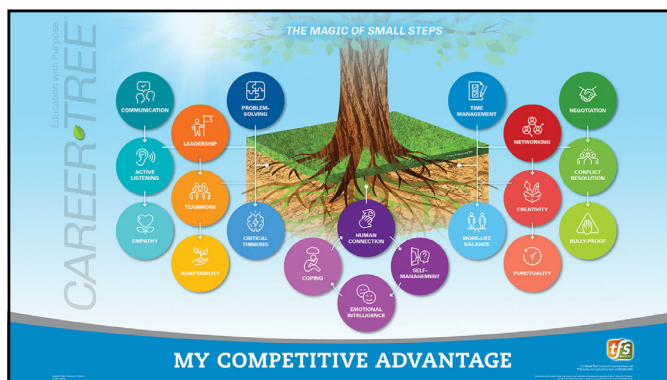 THE MAGIC OF SMALL STEPS
Education with Purpose.
CAREER TREE
COMMUNICATION
ACTIVE
LISTENING
EMPATHY
LEADERSHIP
TEAMWORK
ADAPTABILITY
PROBLEM-
SOLVING
CRITICAL
THINKING
HUMAN
CONNECTION
COPING
SELF-
MANAGEMENT
EMOTIONAL
INTELLIGENCE
TIME
MANAGEMENT
WORK-LIFE
BALANCE
NETWORKING
CREATIVITY
PUNCTUALITY
NEGOTIATION
CONFLICT
RESOLUTION
BULLY-PROOF
MY COMPETITIVE ADVANTAGE
tfs